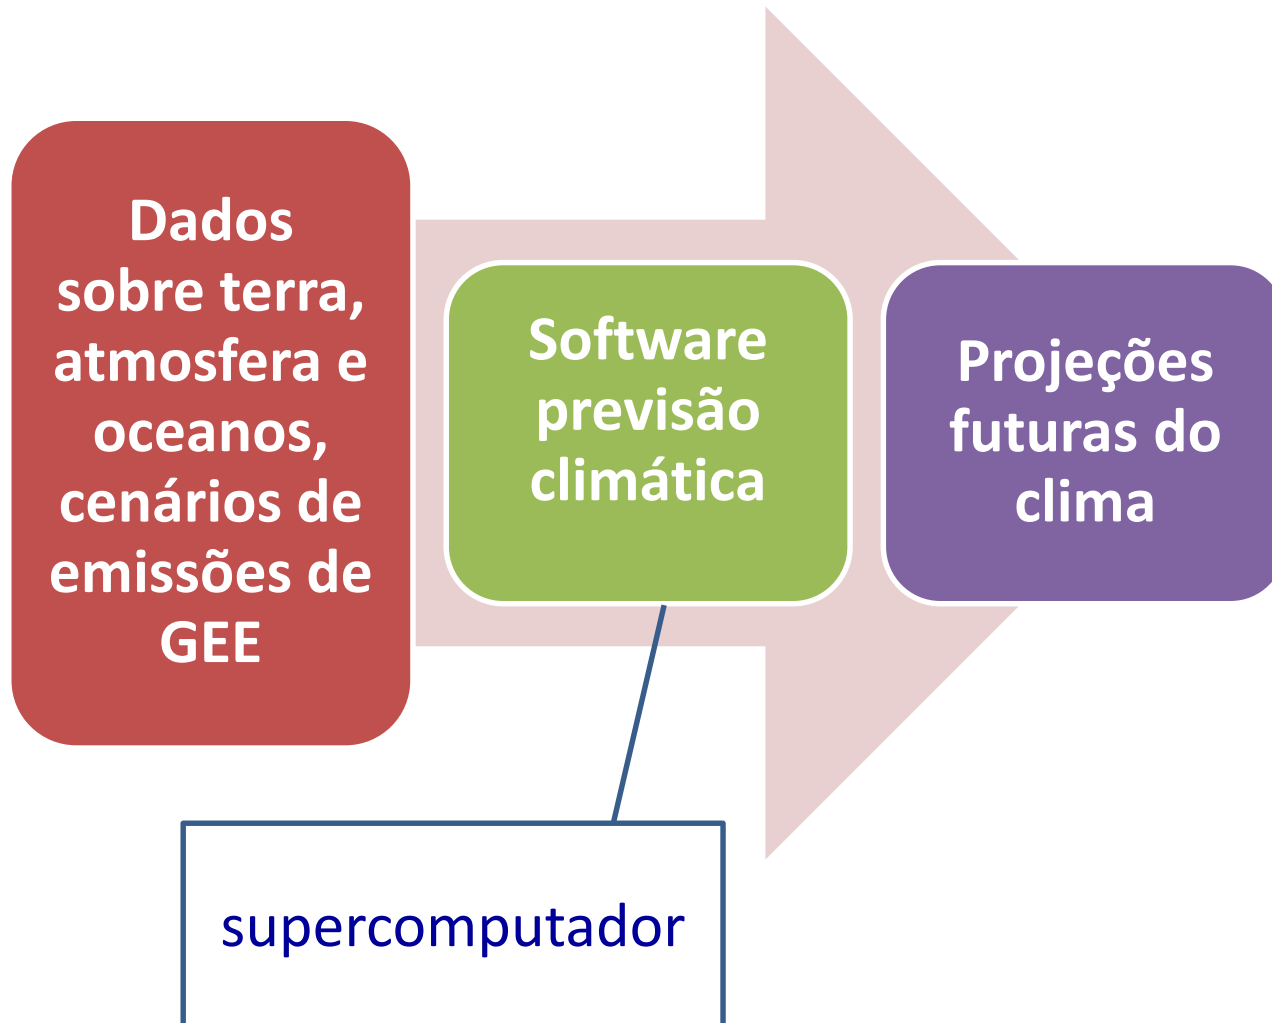 Dados
sobre terra,
atmosfera e
oceanos,
cenários de
emissões de
GEE
Software
previsão
climática
Projeções
futuras do
clima
supercomputador